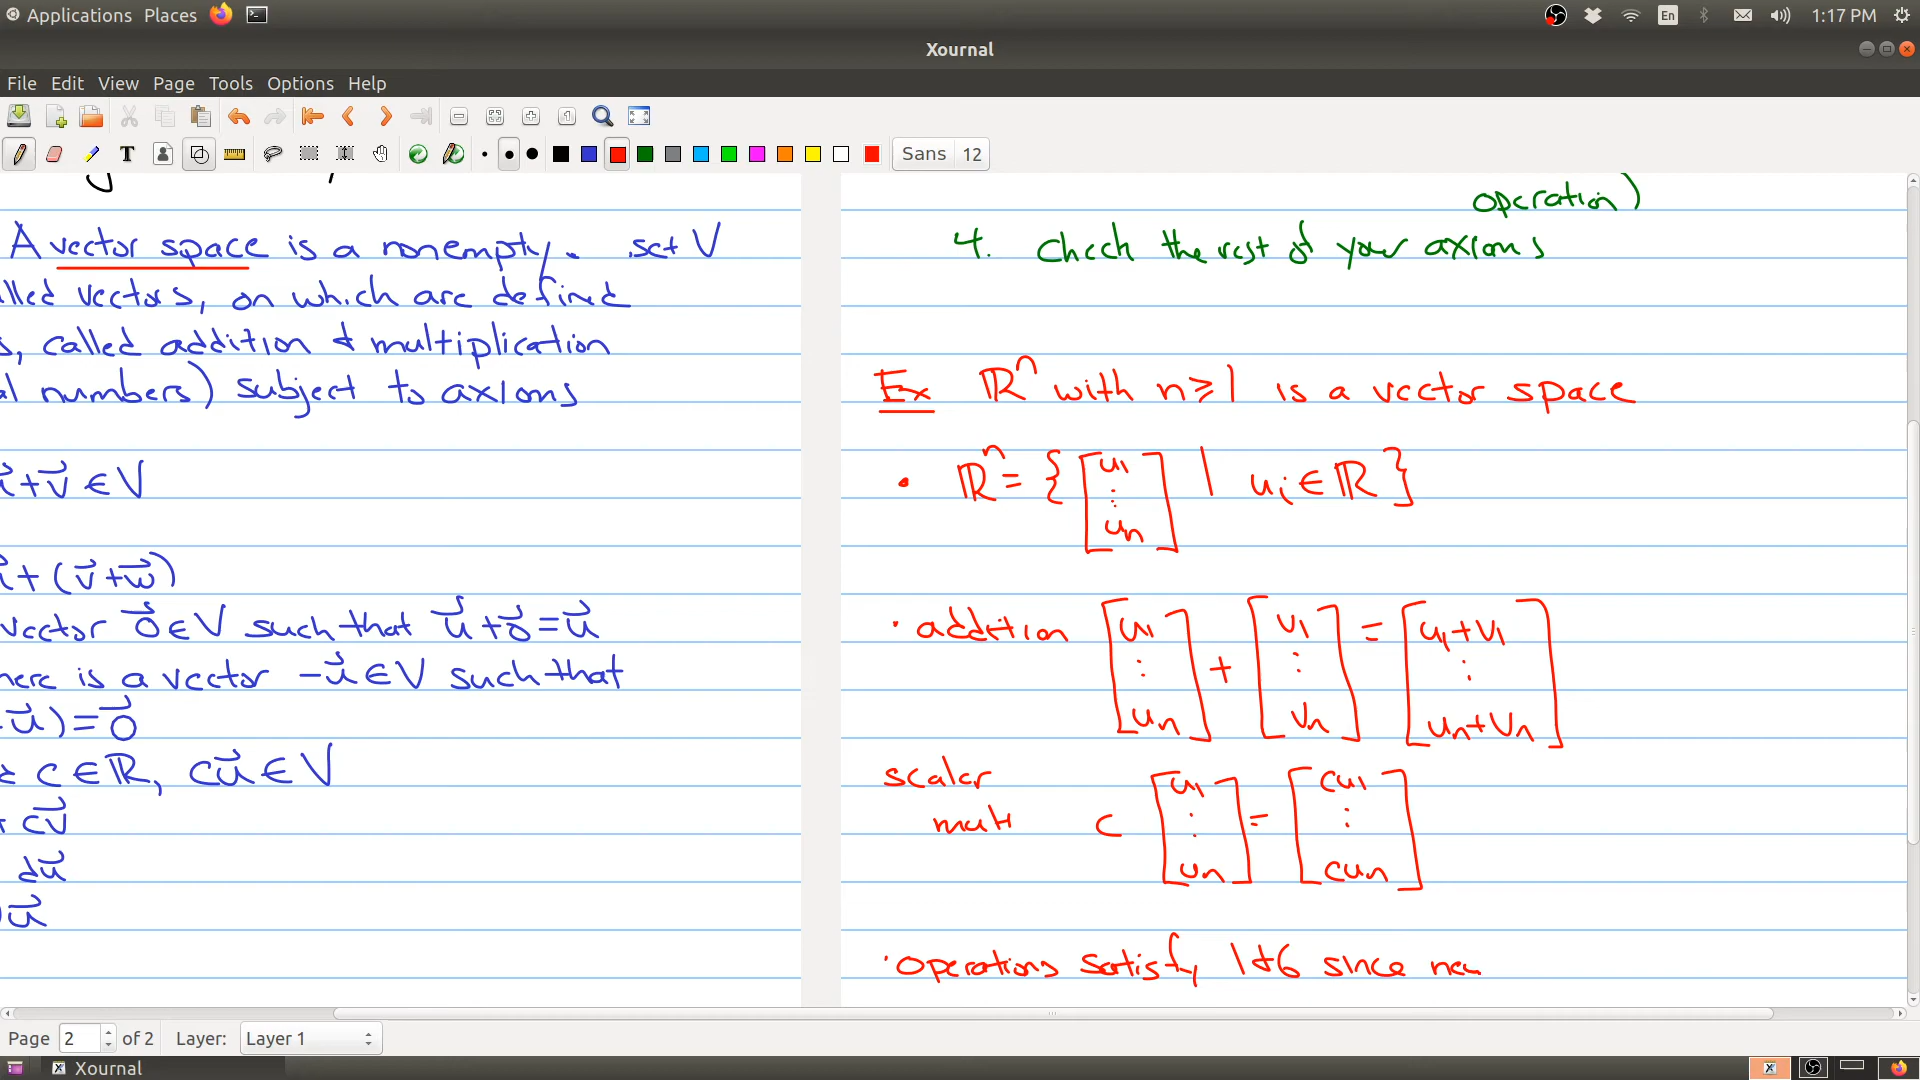 Applications Places En 1:17 PM
Xournal
File Edit View Page Tools Options Help
Sans 12
A vector space is a nonempty set V
lled vectors, on which are defined
s, called addition & multiplication
al numbers) subject to axioms
u⃗+v⃗ ∈ V
u⃗+(v⃗+w⃗)
vector 0⃗ ∈ V such that u⃗+0⃗=u⃗
here is a vector -u⃗ ∈ V such that
u⃗)=0⃗
c ∈ ℝ, cu⃗ ∈ V
+ cv⃗
du⃗
u⃗
operation)
4. Check the rest of your axioms
Ex ℝⁿ with n≥1 is a vector space
• ℝⁿ = { [u₁ ⋮ uₙ] | uᵢ ∈ ℝ }
• addition [u₁ ⋮ uₙ] + [v₁ ⋮ vₙ] = [u₁+v₁ ⋮ uₙ+vₙ]
scalar
mult c [u₁ ⋮ uₙ] = [cu₁ ⋮ cuₙ]
• Operations satisfy 1&6 since new
Page 2 of 2 Layer: Layer 1
Xournal